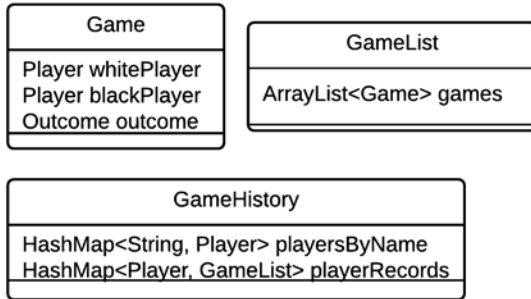 Game
Player whitePlayer
Player blackPlayer
Outcome outcome
GameList
ArrayList<Game> games
GameHistory
HashMap<String, Player> playersByName
HashMap<Player, GameList> playerRecords